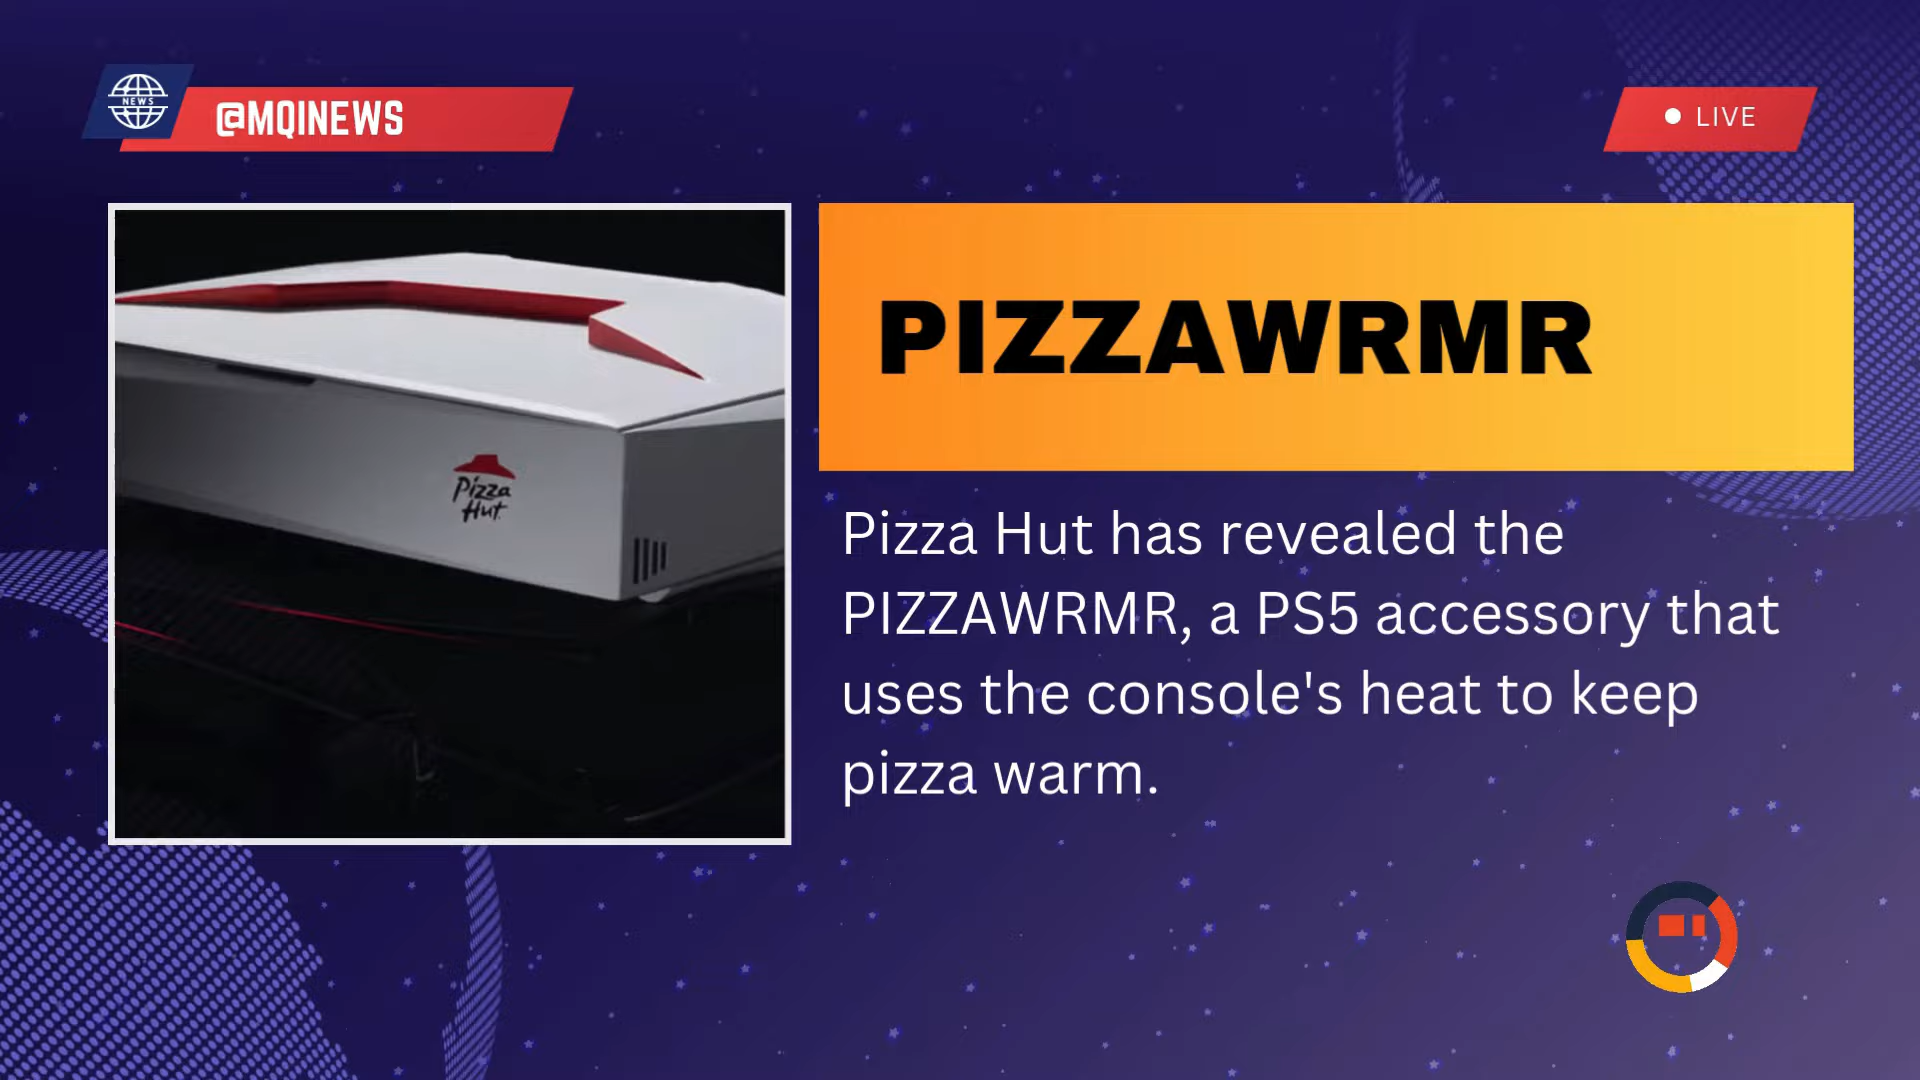 NEWS
@MQINEWS
LIVE
PIZZAWRMR
Pizza Hut has revealed the
PIZZAWRMR, a PS5 accessory that
uses the console's heat to keep
pizza warm.
Pizza
Hut